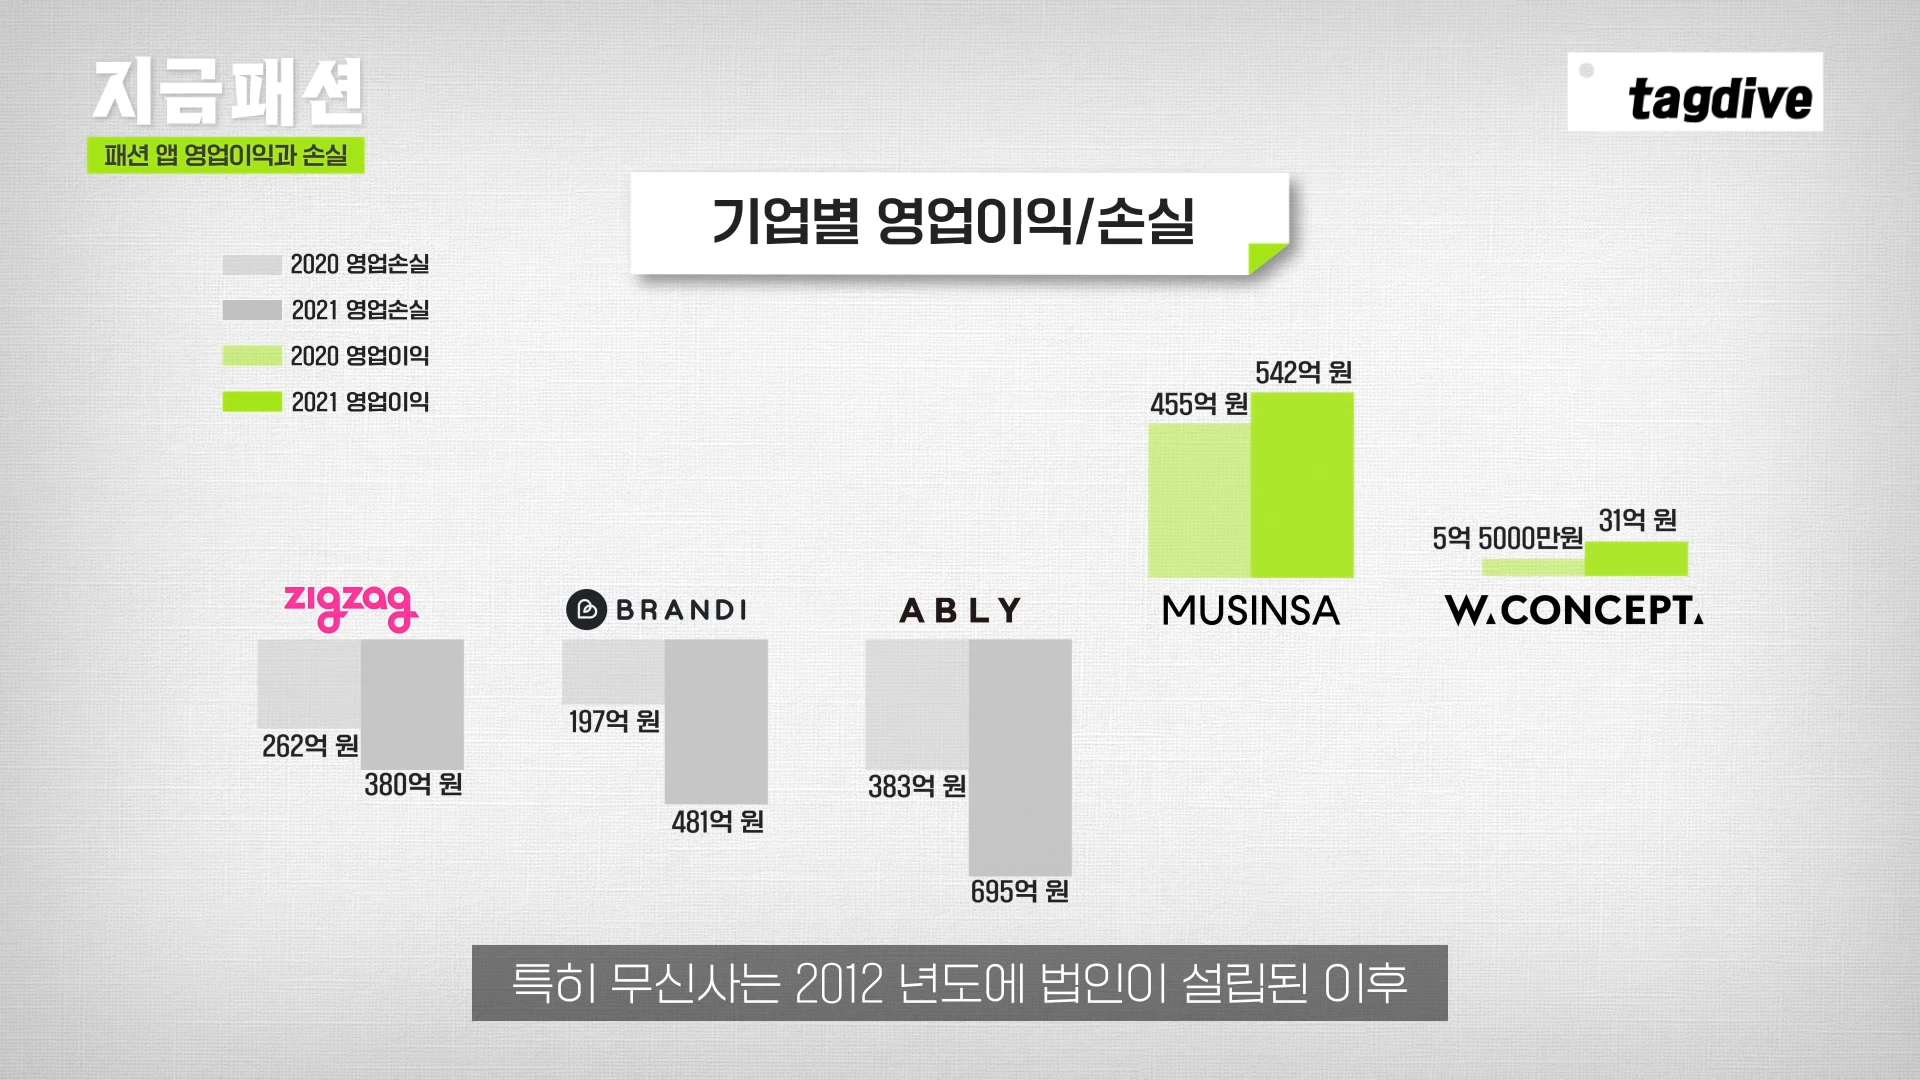 지금패션
패션 앱 영업이익과 손실
tagdive
기업별 영업이익/손실
2020 영업손실
2021 영업손실
2020 영업이익
2021 영업이익
zigzag
262억 원
380억 원
BRANDI
197억 원
481억 원
ABLY
383억 원
695억 원
455억 원
542억 원
MUSINSA
5억 5000만원
31억 원
W.CONCEPT.
특히 무신사는 2012 년도에 법인이 설립된 이후